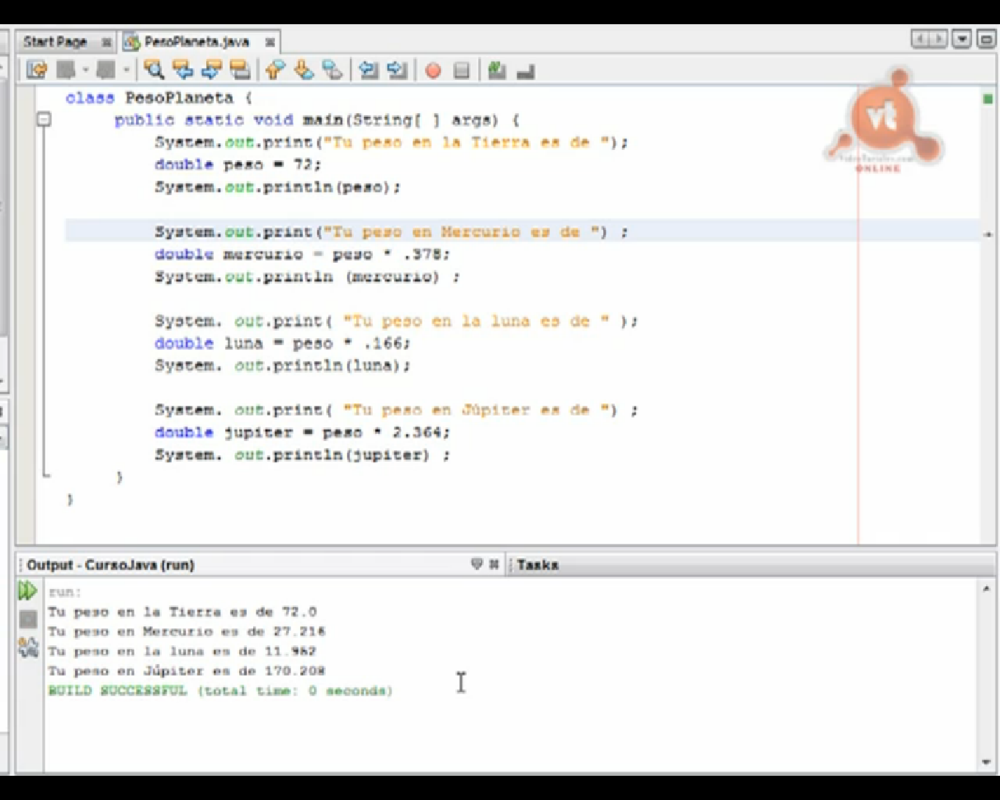 Start Page
PesoPlaneta.java
class PesoPlaneta {
public static void main(String[ ] args) {
System.out.print("Tu peso en la Tierra es de ");
double peso = 72;
System.out.println(peso);
System.out.print("Tu peso en Mercurio es de ") ;
double mercurio = peso * .378;
System.out.println (mercurio) ;
System. out.print( "Tu peso en la luna es de " );
double luna = peso * .166;
System. out.println(luna);
System. out.print( "Tu peso en Júpiter es de ") ;
double jupiter = peso * 2.364;
System. out.println(jupiter) ;
}
}
vt
ONLINE
Output - CursoJava (run)
Tasks
run:
Tu peso en la Tierra es de 72.0
Tu peso en Mercurio es de 27.216
Tu peso en la luna es de 11.952
Tu peso en Júpiter es de 170.208
BUILD SUCCESSFUL (total time: 0 seconds)